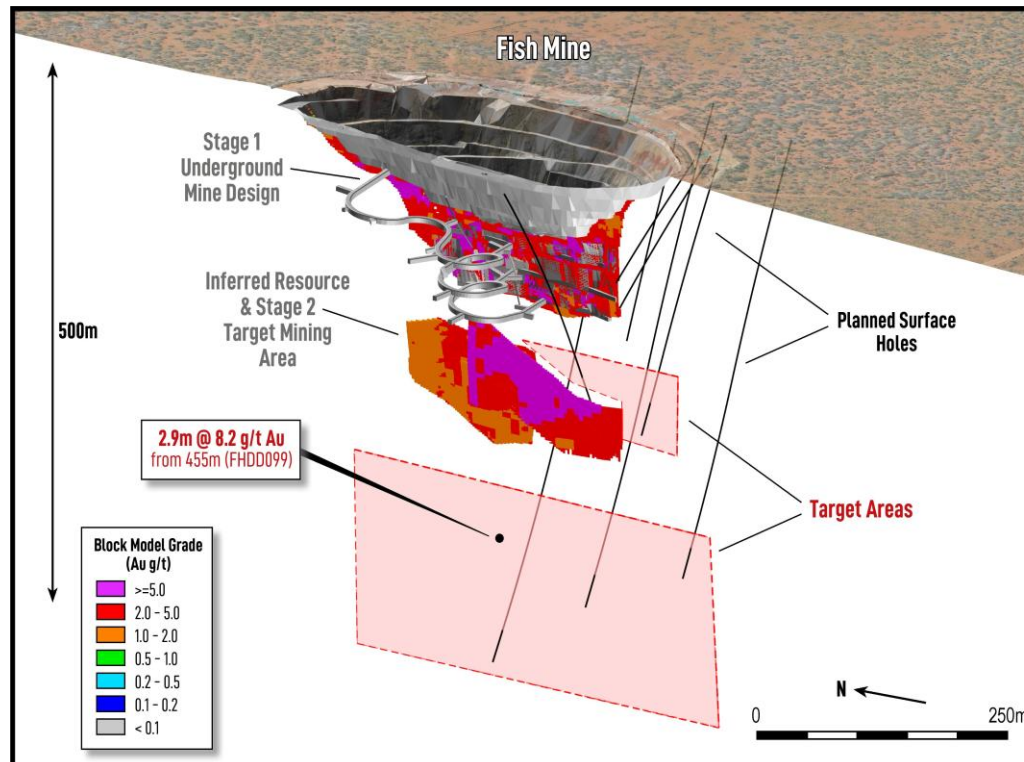 Fish Mine
Stage 1
Underground
Mine Design
Inferred Resource
& Stage 2
Target Mining
Area
500m
Planned Surface
Holes
2.9m @ 8.2 g/t Au
from 455m (FHDD099)
Target Areas
Block Model Grade
(Au g/t)
>=5.0
2.0 – 5.0
1.0 – 2.0
0.5 – 1.0
0.2 – 0.5
0.1 – 0.2
< 0.1
N
0 250m